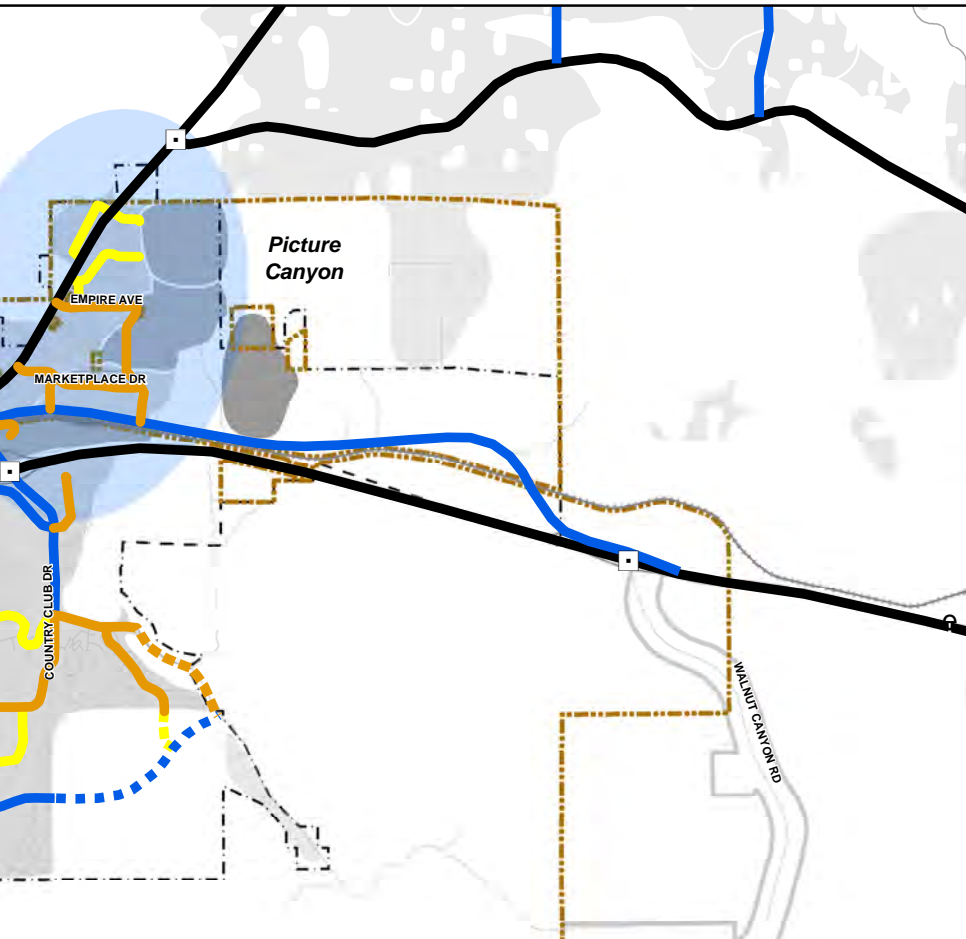 Picture
Canyon
EMPIRE AVE
MARKETPLACE DR
COUNTRY CLUB DR
WALNUT CANYON RD